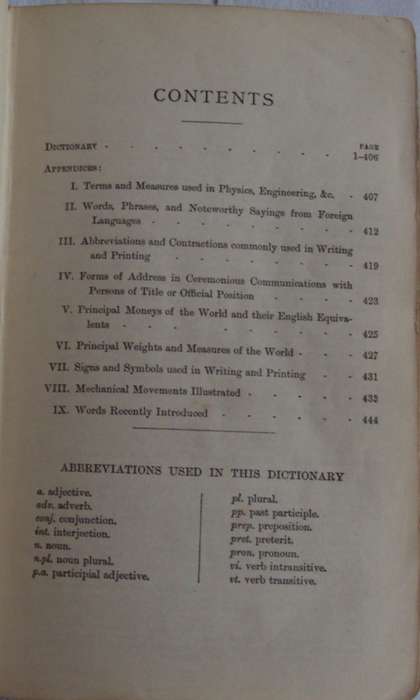 CONTENTS
PAGE
DICTIONARY . . . . . . . . . 1–406
APPENDICES:
I. Terms and Measures used in Physics, Engineering, &c. . 407
II. Words, Phrases, and Noteworthy Sayings from Foreign
Languages . . . . . . . . 412
III. Abbreviations and Contractions commonly used in Writing
and Printing . . . . . . . 419
IV. Forms of Address in Ceremonious Communications with
Persons of Title or Official Position . . . . 423
V. Principal Moneys of the World and their English Equiva-
lents . . . . . . . . . 425
VI. Principal Weights and Measures of the World . . . 427
VII. Signs and Symbols used in Writing and Printing . . 431
VIII. Mechanical Movements Illustrated . . . . . 433
IX. Words Recently Introduced . . . . . . 444
ABBREVIATIONS USED IN THIS DICTIONARY
a. adjective.
adv. adverb.
conj. conjunction.
int. interjection.
n. noun.
n.pl. noun plural.
p.a. participial adjective.
pl. plural.
pp. past participle.
prep. preposition.
pret. preterit.
pron. pronoun.
vi. verb intransitive.
vt. verb transitive.